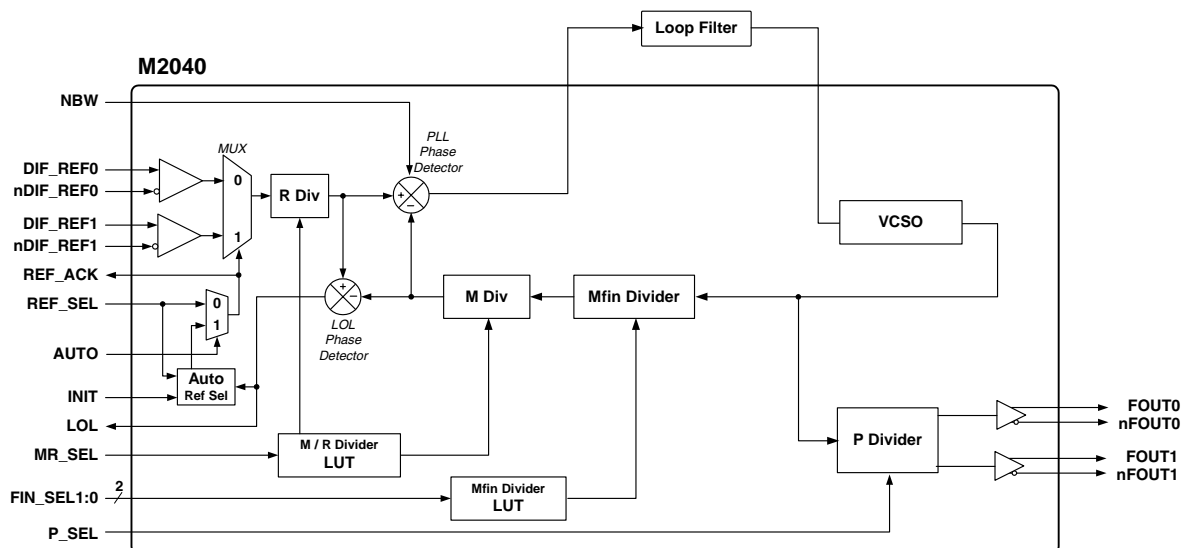 Loop Filter
M2040
NBW
PLL
Phase
Detector
MUX
DIF_REF0
nDIF_REF0
0
R Div
+
–
DIF_REF1
nDIF_REF1
1
VCSO
REF_ACK
REF_SEL
0
1
+
–
LOL
Phase
Detector
M Div
Mfin Divider
AUTO
Auto
Ref Sel
INIT
LOL
P Divider
FOUT0
nFOUT0
M / R Divider
LUT
MR_SEL
FOUT1
nFOUT1
Mfin Divider
LUT
FIN_SEL1:0
2
P_SEL